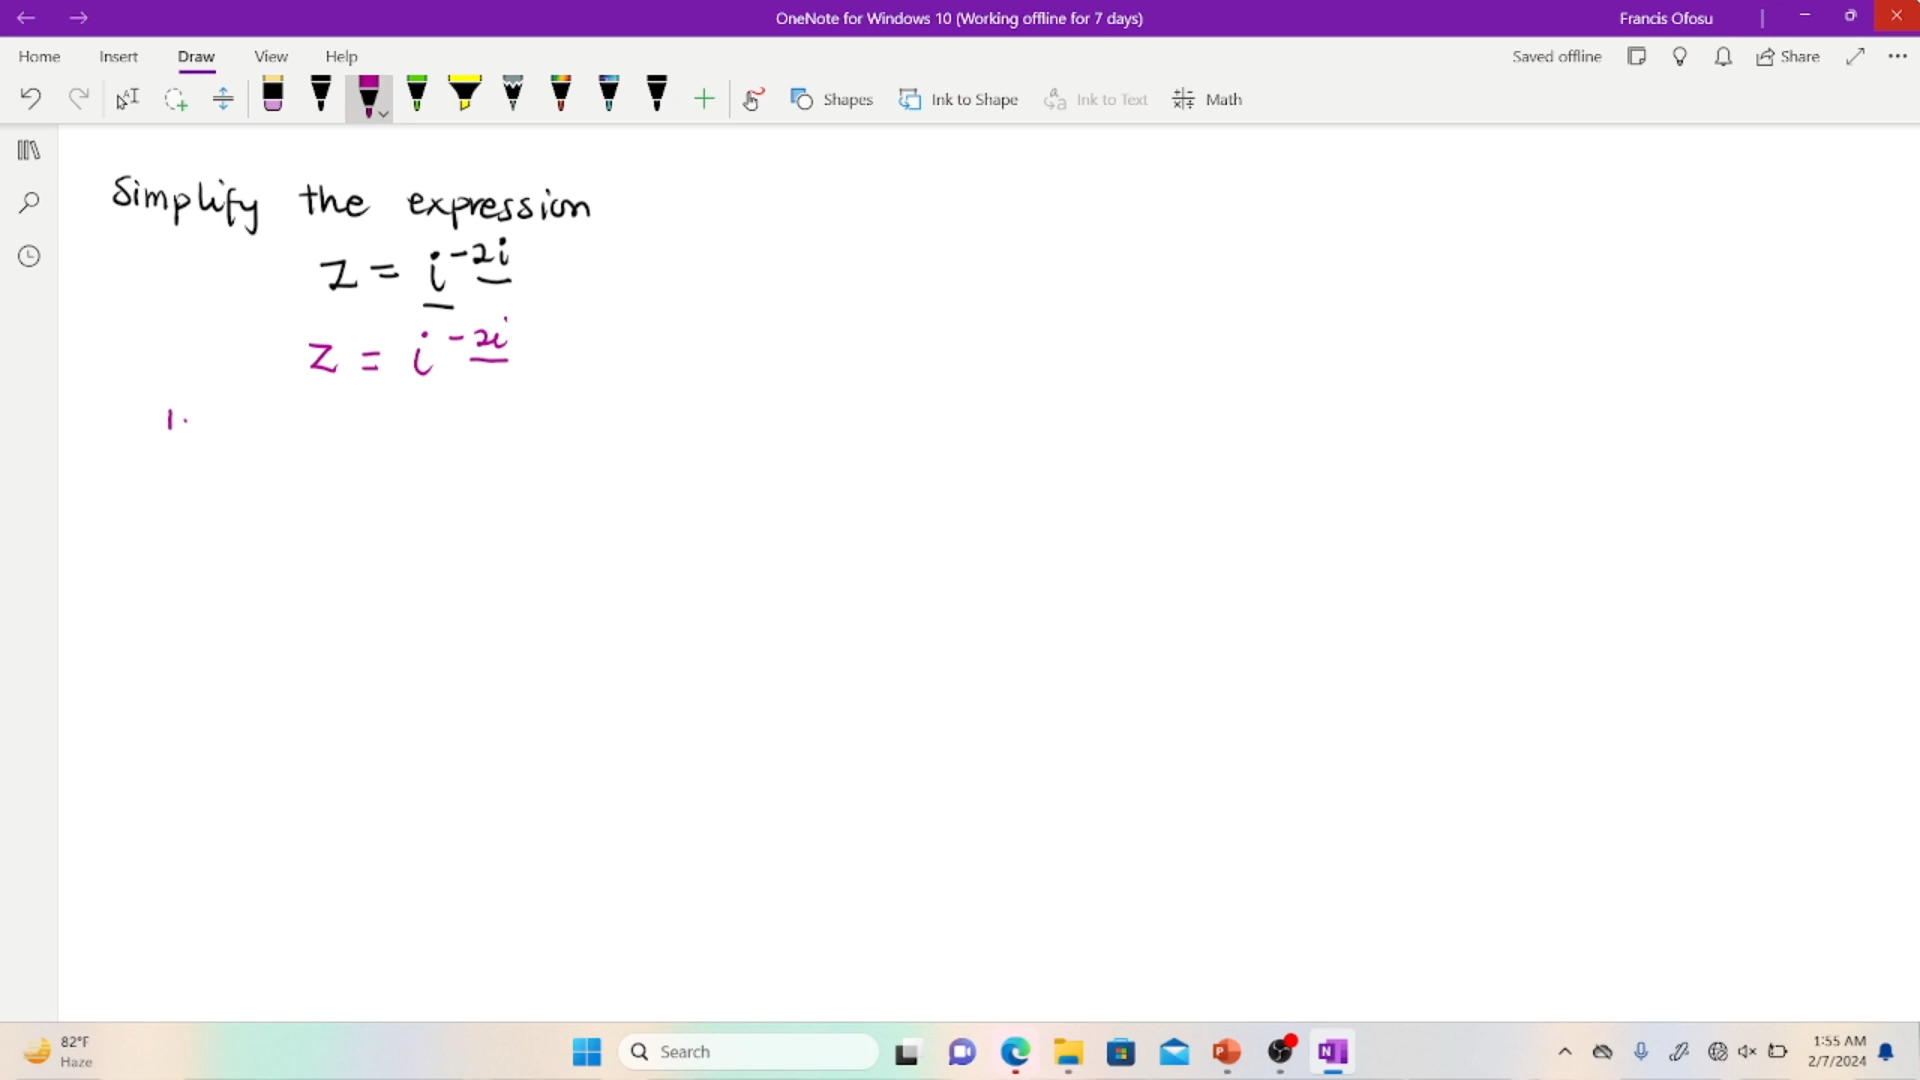 OneNote for Windows 10 (Working offline for 7 days)
Francis Ofosu
Home Insert Draw View Help
Saved offline
Share
Shapes Ink to Shape Ink to Text Math
Simplify the expression
z = i^{-2i}
z = i^{-2i}
1.
82°F
Haze
Search
1:55 AM
2/7/2024